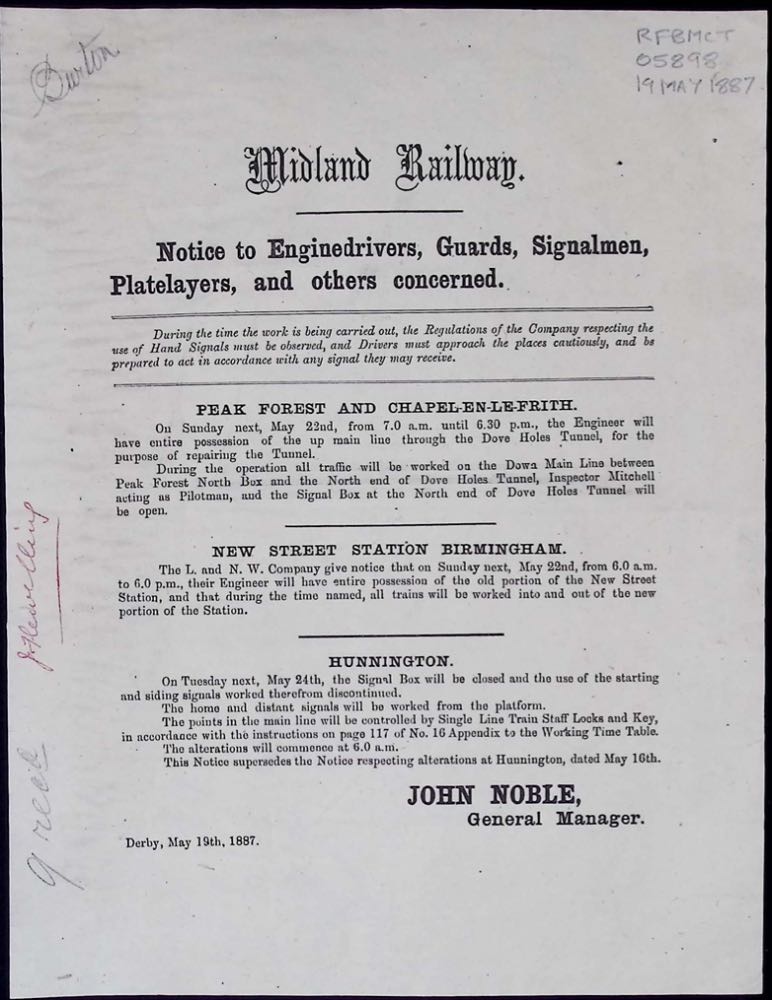 Burton
RFBMCT
05898
19 MAY 1887
Midland Railway.
Notice to Enginedrivers, Guards, Signalmen,
Platelayers, and others concerned.
During the time the work is being carried out, the Regulations of the Company respecting the
use of Hand Signals must be observed, and Drivers must approach the places cautiously, and be
prepared to act in accordance with any signal they may receive.
PEAK FOREST AND CHAPEL-EN-LE-FRITH.
On Sunday next, May 22nd, from 7.0 a.m. until 6.30 p.m., the Engineer will
have entire possession of the up main line through the Dove Holes Tunnel, for the
purpose of repairing the Tunnel.
During the operation all traffic will be worked on the Down Main Line between
Peak Forest North Box and the North end of Dove Holes Tunnel, Inspector Mitchell
acting as Pilotman, and the Signal Box at the North end of Dove Holes Tunnel will
be open.
NEW STREET STATION BIRMINGHAM.
The L. and N. W. Company give notice that on Sunday next, May 22nd, from 6.0 a.m.
to 6.0 p.m., their Engineer will have entire possession of the old portion of the New Street
Station, and that during the time named, all trains will be worked into and out of the new
portion of the Station.
HUNNINGTON.
On Tuesday next, May 24th, the Signal Box will be closed and the use of the starting
and siding signals worked therefrom discontinued.
The home and distant signals will be worked from the platform.
The points in the main line will be controlled by Single Line Train Staff Locks and Key,
in accordance with the instructions on page 117 of No. 16 Appendix to the Working Time Table.
The alterations will commence at 6.0 a.m.
This Notice supersedes the Notice respecting alterations at Hunnington, dated May 16th.
JOHN NOBLE,
General Manager.
Derby, May 19th, 1887.
9 rec'd